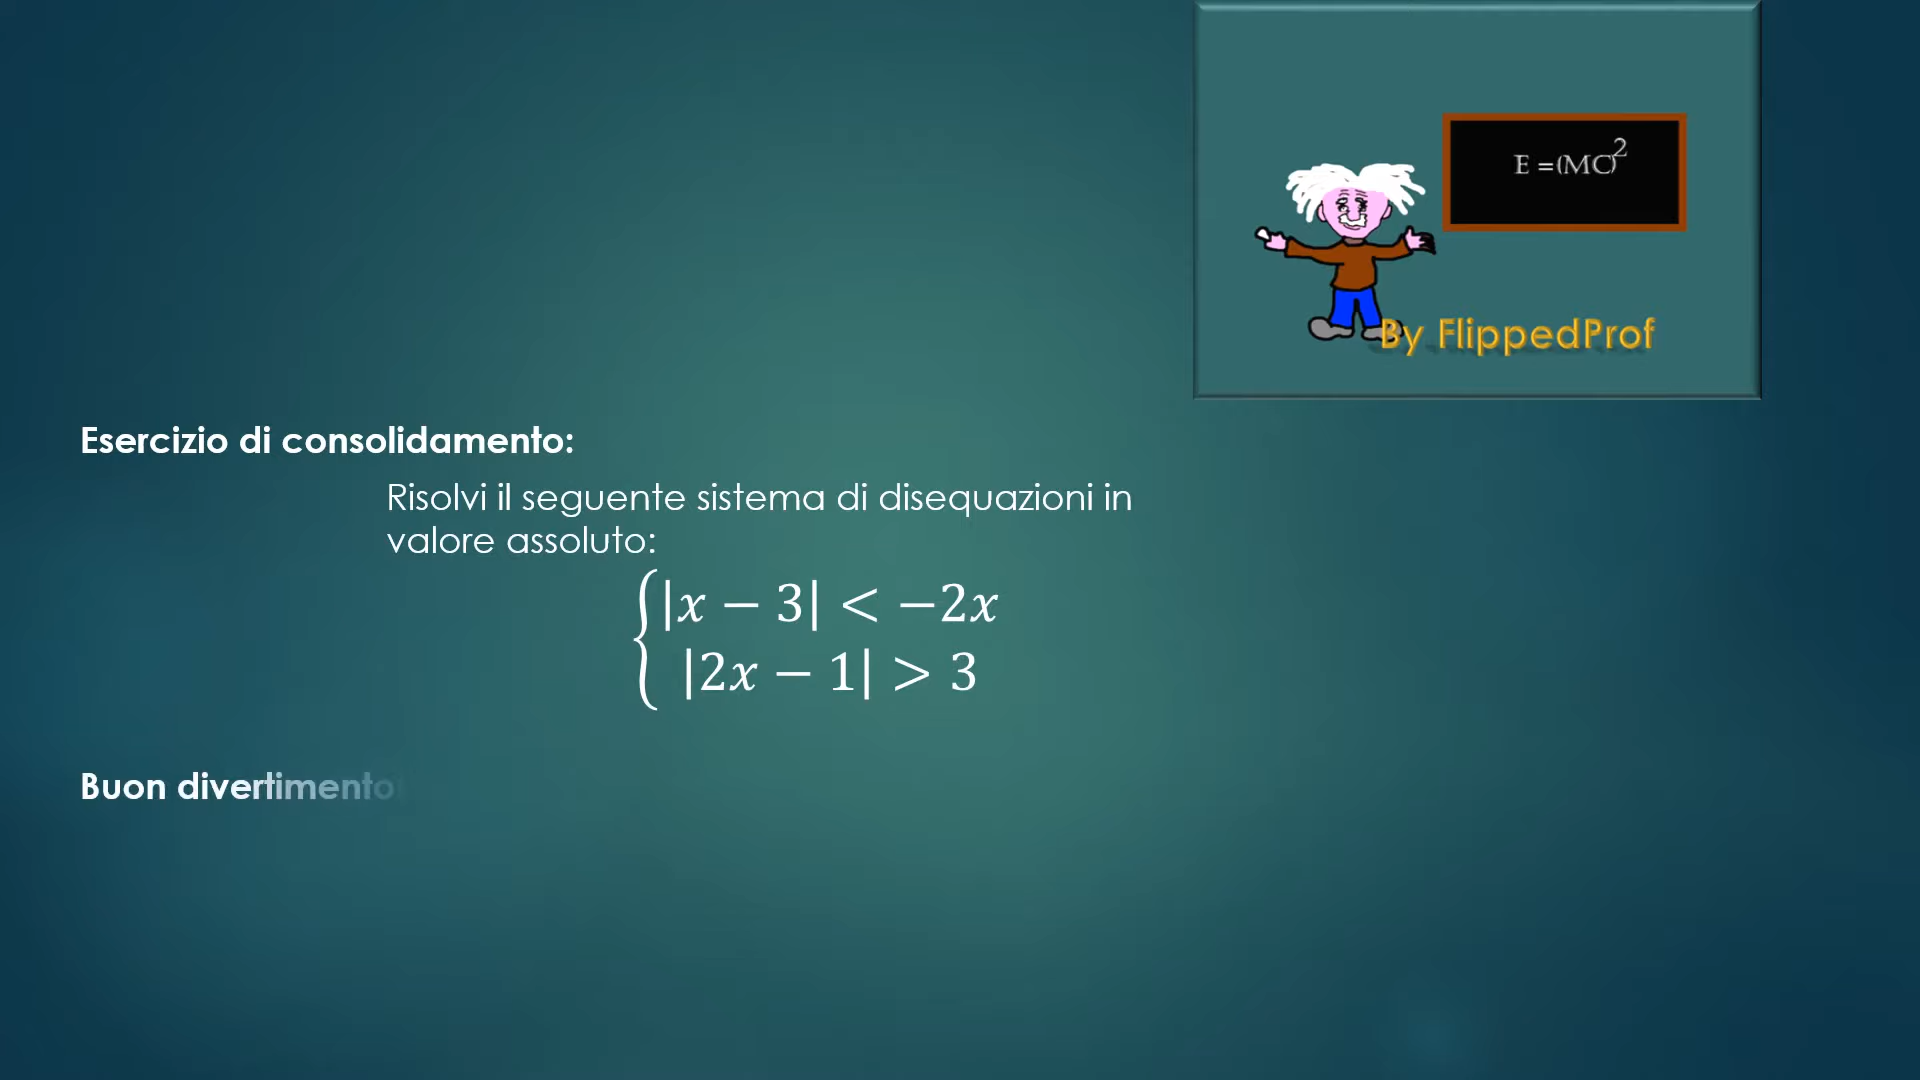 E =(MC)²
By FlippedProf
Esercizio di consolidamento:
Risolvi il seguente sistema di disequazioni in
valore assoluto:
|x − 3| < −2x
|2x − 1| > 3
Buon divertimento